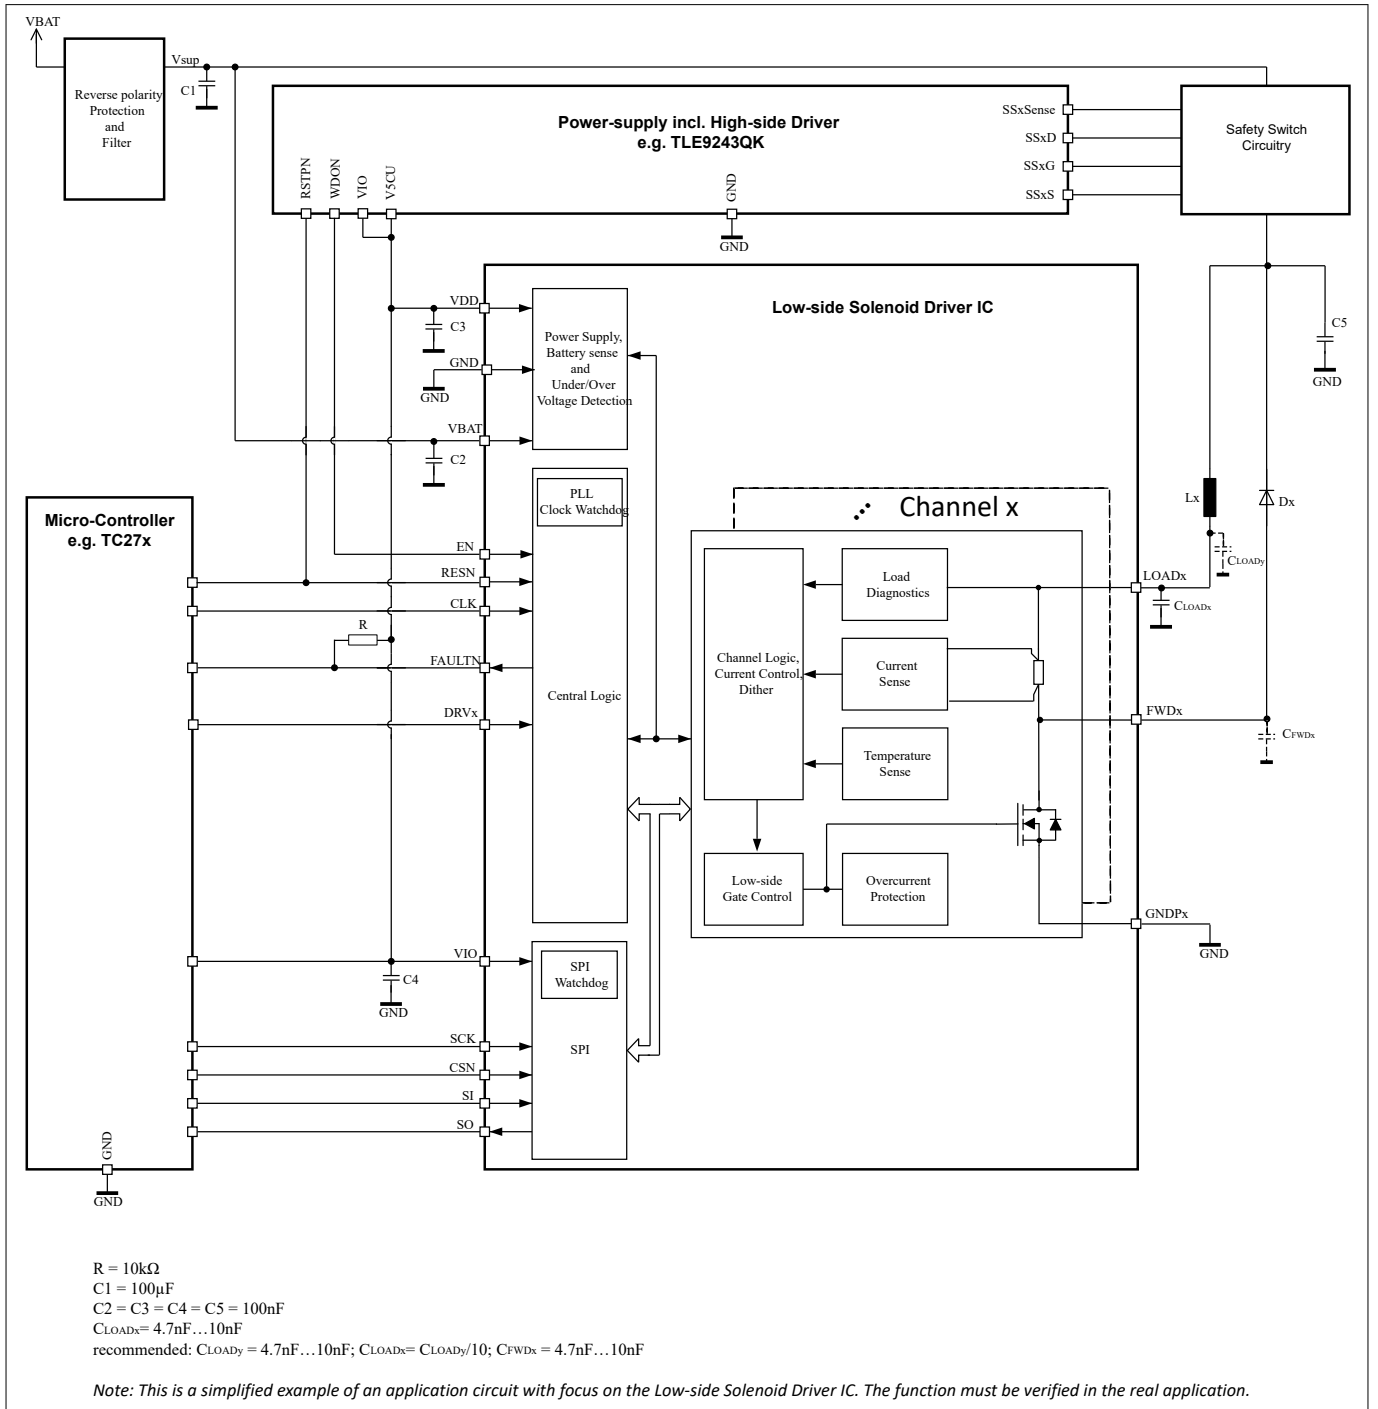 VBAT
Vsup
C1
Reverse polarity
Protection
and
Filter
Power-supply incl. High-side Driver
e.g. TLE9243QK
RSTPN
WDON
VIO
V5CU
GND
GND
SSxSense
SSxD
SSxG
SSxS
Safety Switch
Circuitry
Low-side Solenoid Driver IC
VDD
C3
GND
GND
VBAT
C2
Power Supply,
Battery sense
and
Under/Over
Voltage Detection
C5
GND
Micro-Controller
e.g. TC27x
PLL
Clock Watchdog
EN
RESN
CLK
R
FAULTN
DRVx
Central Logic
Channel x
Channel Logic,
Current Control,
Dither
Load
Diagnostics
Current
Sense
Temperature
Sense
Low-side
Gate Control
Overcurrent
Protection
Lx
Dx
CLOADy
LOADx
CLOADx
FWDx
CFWDx
GNDPx
GND
VIO
C4
GND
SPI
Watchdog
SPI
SCK
CSN
SI
SO
GND
GND
R = 10kΩ
C1 = 100µF
C2 = C3 = C4 = C5 = 100nF
CLOADx= 4.7nF…10nF
recommended: CLOADy = 4.7nF…10nF; CLOADx= CLOADy/10; CFWDx = 4.7nF…10nF
Note: This is a simplified example of an application circuit with focus on the Low-side Solenoid Driver IC. The function must be verified in the real application.